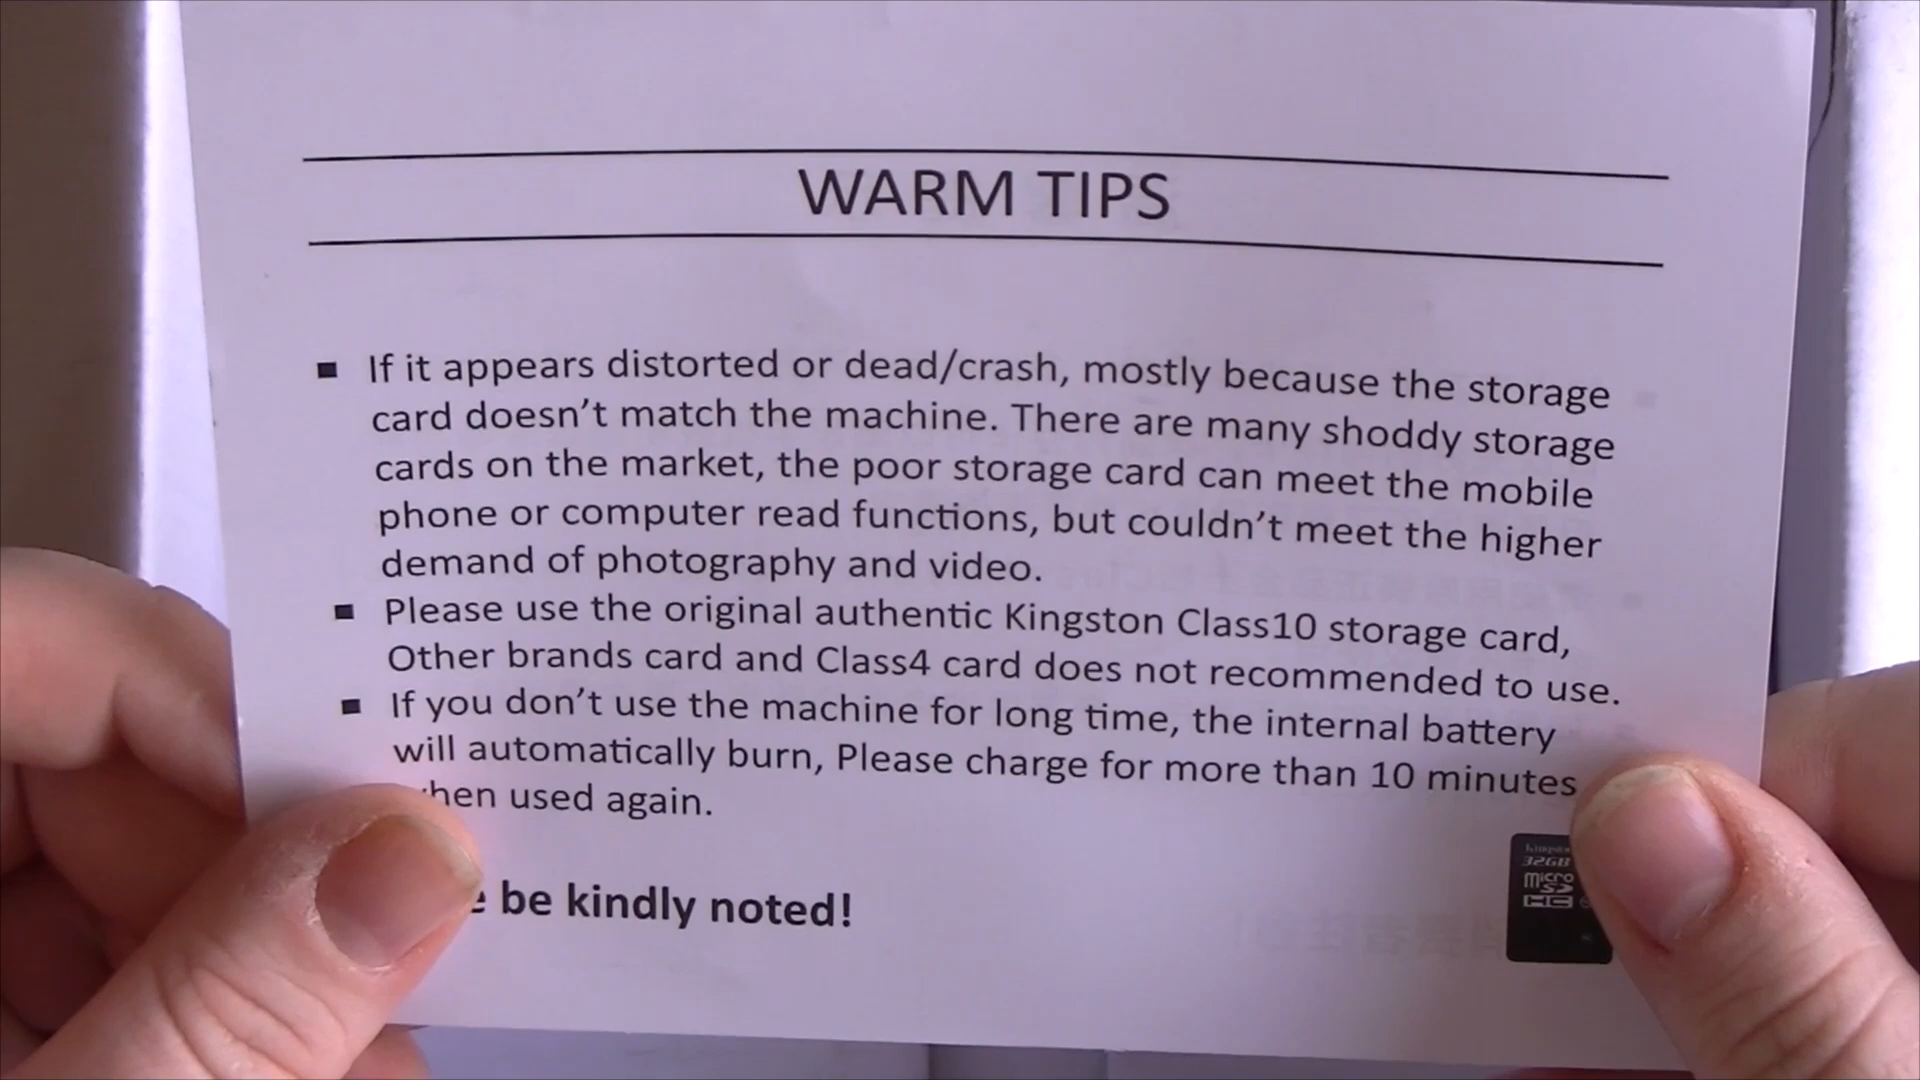 WARM TIPS
▪ If it appears distorted or dead/crash, mostly because the storage
card doesn't match the machine. There are many shoddy storage
cards on the market, the poor storage card can meet the mobile
phone or computer read functions, but couldn't meet the higher
demand of photography and video.
▪ Please use the original authentic Kingston Class10 storage card,
Other brands card and Class4 card does not recommended to use.
▪ If you don't use the machine for long time, the internal battery
will automatically burn, Please charge for more than 10 minutes
used again.
be kindly noted!
32GB
micro
SD
HC